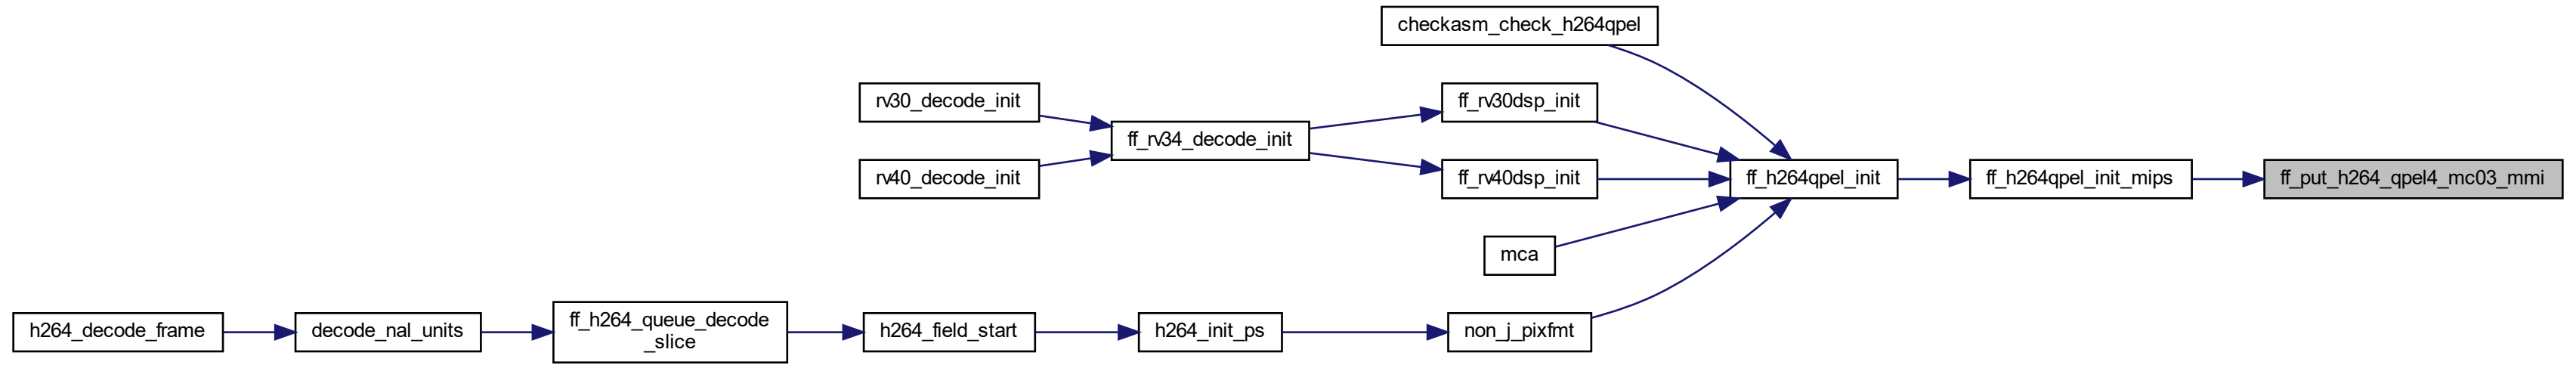 checkasm_check_h264qpel
rv30_decode_init
ff_rv30dsp_init
ff_rv34_decode_init
rv40_decode_init
ff_rv40dsp_init
ff_h264qpel_init
ff_h264qpel_init_mips
ff_put_h264_qpel4_mc03_mmi
mca
h264_decode_frame
decode_nal_units
ff_h264_queue_decode
_slice
h264_field_start
h264_init_ps
non_j_pixfmt